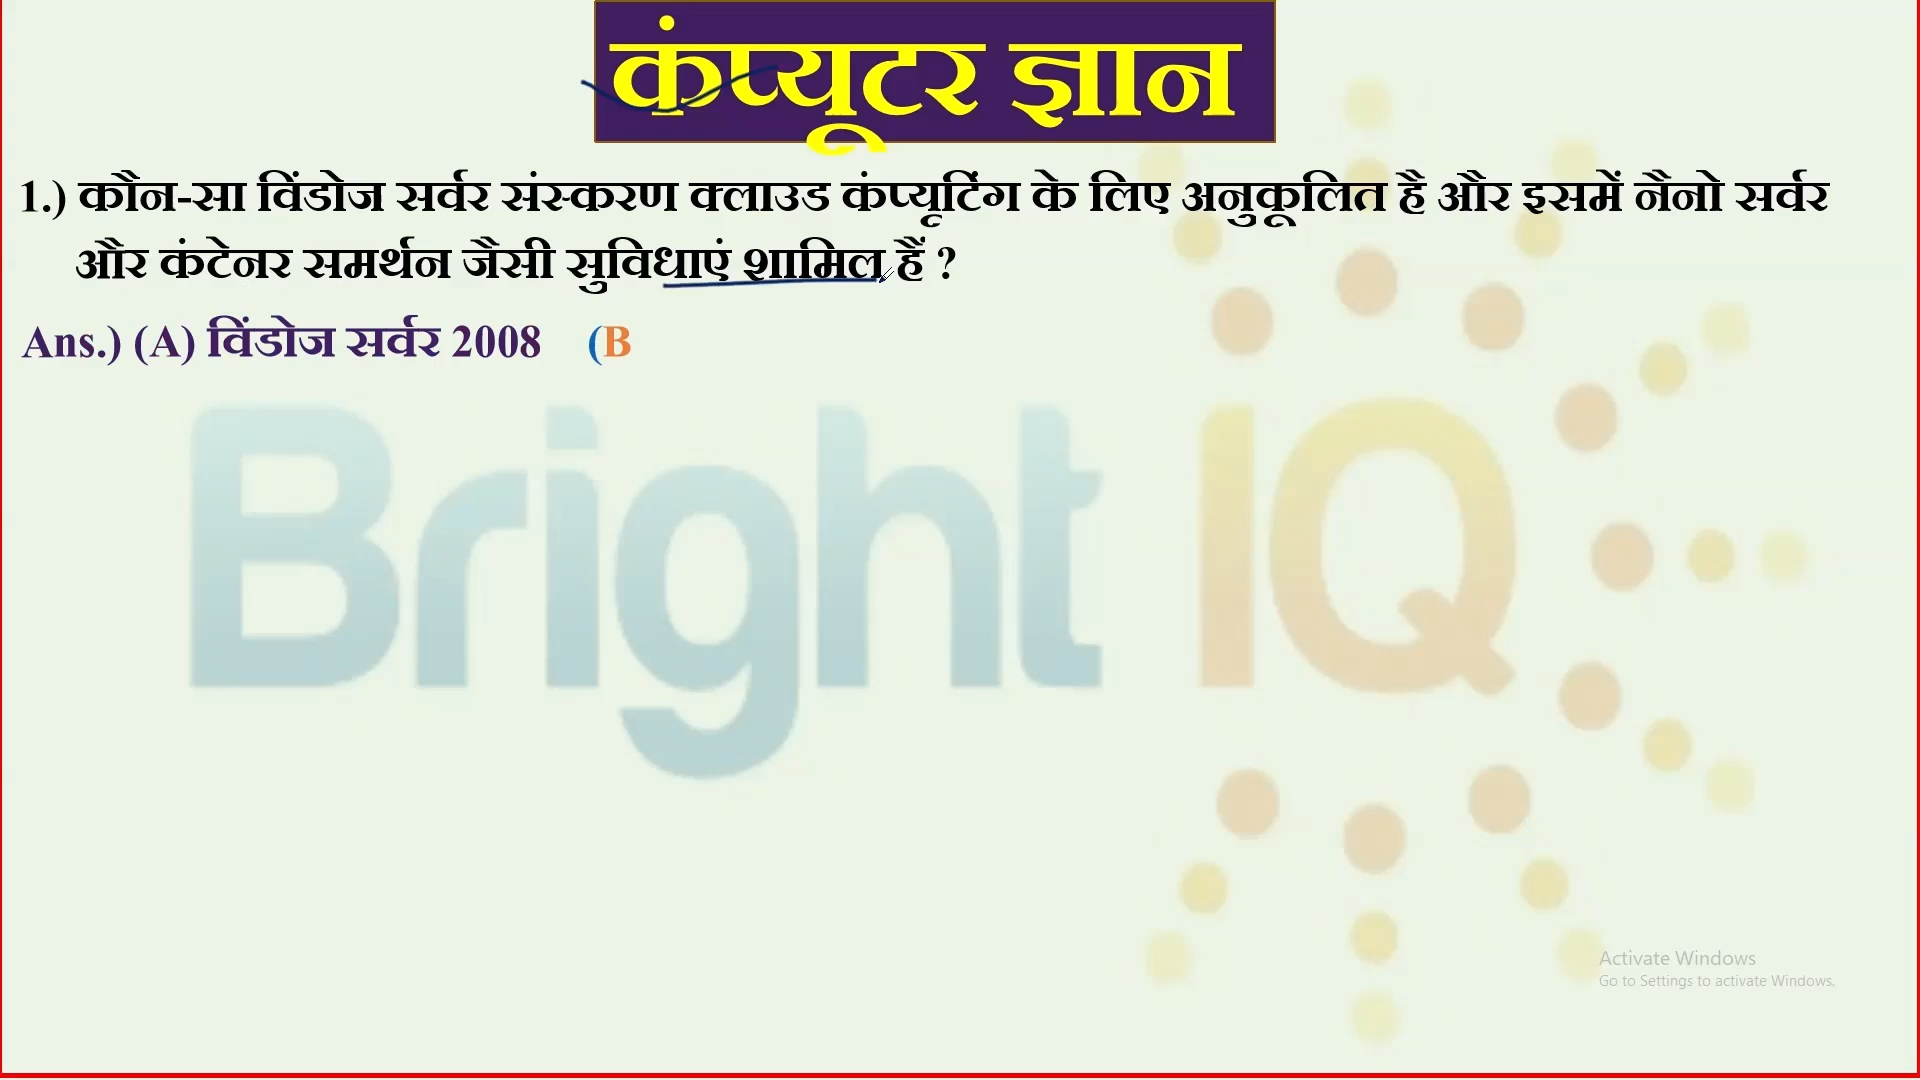 कंप्यूटर ज्ञान
1.) कौन-सा विंडोज सर्वर संस्करण क्लाउड कंप्यूटिंग के लिए अनुकूलित है और इसमें नैनो सर्वर
और कंटेनर समर्थन जैसी सुविधाएं शामिल हैं ?
Ans.) (A) विंडोज सर्वर 2008 (B
Bright IQ
Activate Windows
Go to Settings to activate Windows.